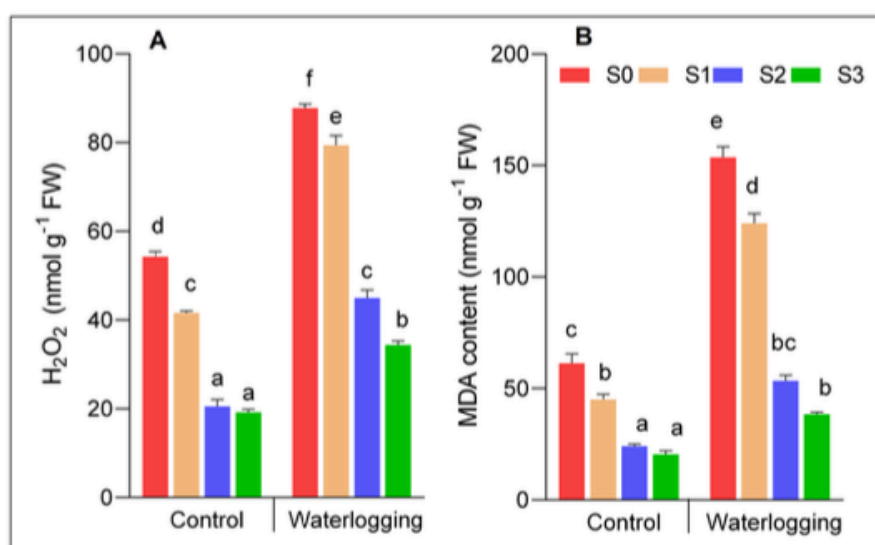 A
H₂O₂ (nmol g⁻¹ FW)
100
80
60
40
20
0
d
c
a
a
f
e
c
b
Control
Waterlogging
B
S0 S1 S2 S3
MDA content (nmol g⁻¹ FW)
200
150
100
50
0
c
b
a
a
e
d
bc
b
Control
Waterlogging